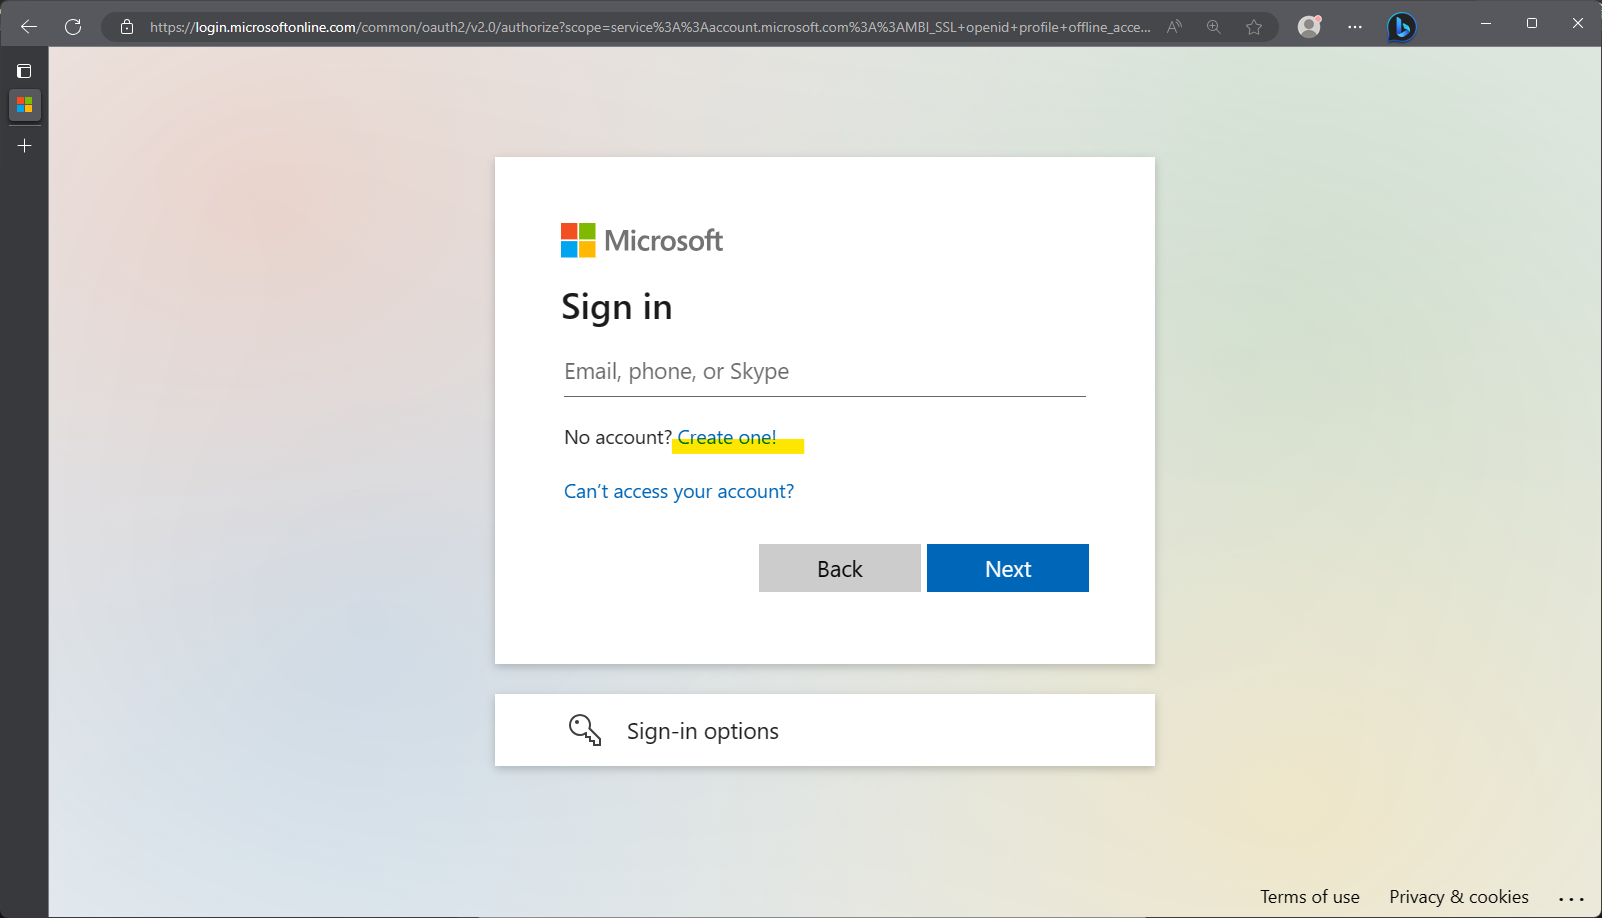 https://login.microsoftonline.com/common/oauth2/v2.0/authorize?scope=service%3A%3Aaccount.microsoft.com%3A%3AMBI_SSL+openid+profile+offline_acce...
Microsoft
Sign in
Email, phone, or Skype
No account? Create one!
Can't access your account?
Back Next
Sign-in options
Terms of use Privacy & cookies ...